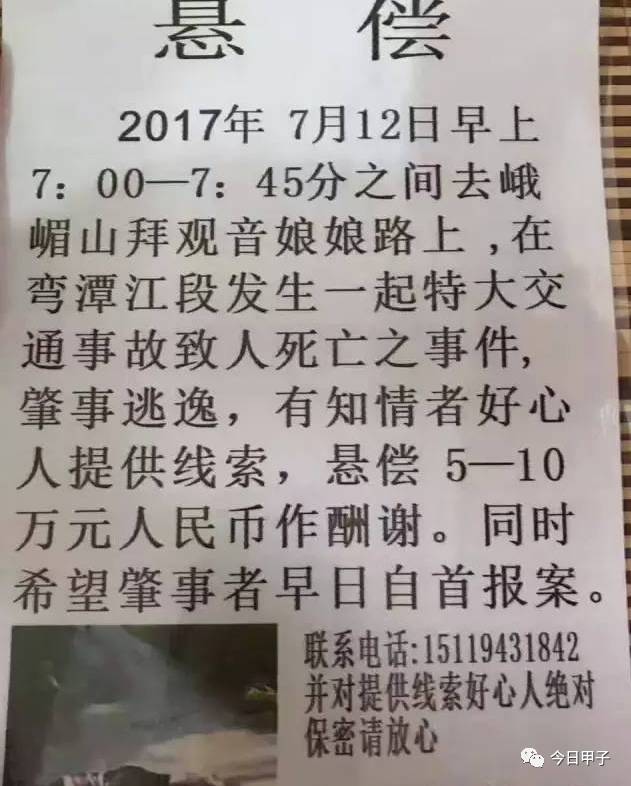 悬偿
2017年 7月12日早上
7：00—7：45分之间去峨
嵋山拜观音娘娘路上 ,在
弯潭江段发生一起特大交
通事故致人死亡之事件,
肇事逃逸，有知情者好心
人提供线索，悬偿 5—10
万元人民币作酬谢。同时
希望肇事者早日自首报案。
联系电话:15119431842
并对提供线索好心人绝对
保密请放心
今日甲子